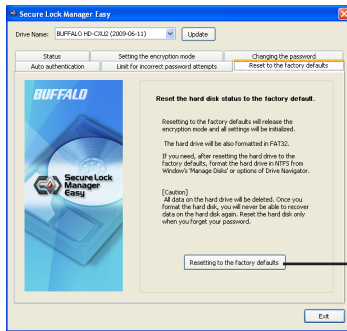 Secure Lock Manager Easy
Drive Name: BUFFALO HD-CXU2 (2009-06-11) Update
Status Setting the encryption mode Changing the password
Auto authentication Limit for incorrect password attempts Reset to the factory defaults
BUFFALO
Secure Lock
Manager
Easy
Reset the hard disk status to the factory default.
Resetting to the factory defaults will release the
encryption mode and all settings will be initialized.
The hard drive will be also formatted in FAT32.
If you need, after resetting the hard drive to the
factory defaults, format the hard drive in NTFS from
Window's 'Manage Disks' or options of Drive Navigator.
[Caution]
All data on the hard drive will be deleted. Once you
format the hard disk, you will never be able to recover
data on the hard disk again. Reset the hard disk only
when you forget your password.
Resetting to the factory defaults
Exit